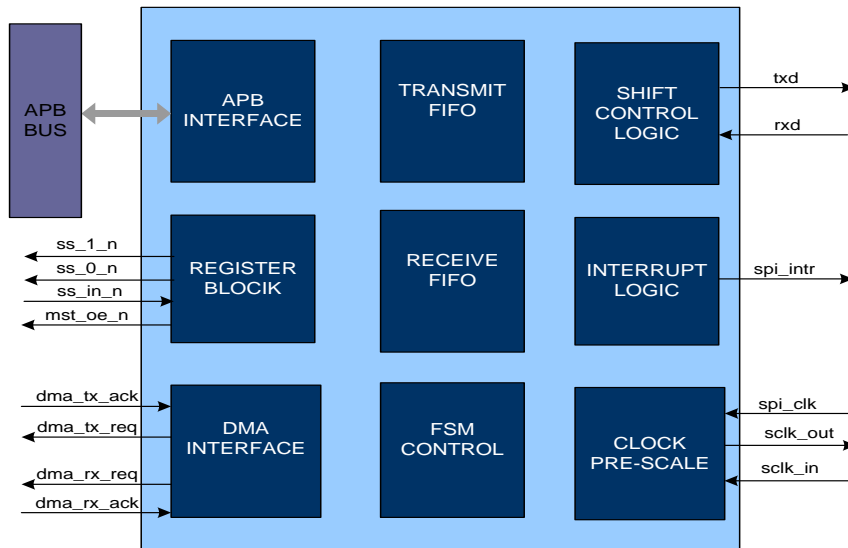 APB
BUS
APB
INTERFACE
TRANSMIT
FIFO
SHIFT
CONTROL
LOGIC
txd
rxd
ss_1_n
ss_0_n
ss_in_n
mst_oe_n
REGISTER
BLOCIK
RECEIVE
FIFO
INTERRUPT
LOGIC
spi_intr
dma_tx_ack
dma_tx_req
dma_rx_req
dma_rx_ack
DMA
INTERFACE
FSM
CONTROL
CLOCK
PRE-SCALE
spi_clk
sclk_out
sclk_in